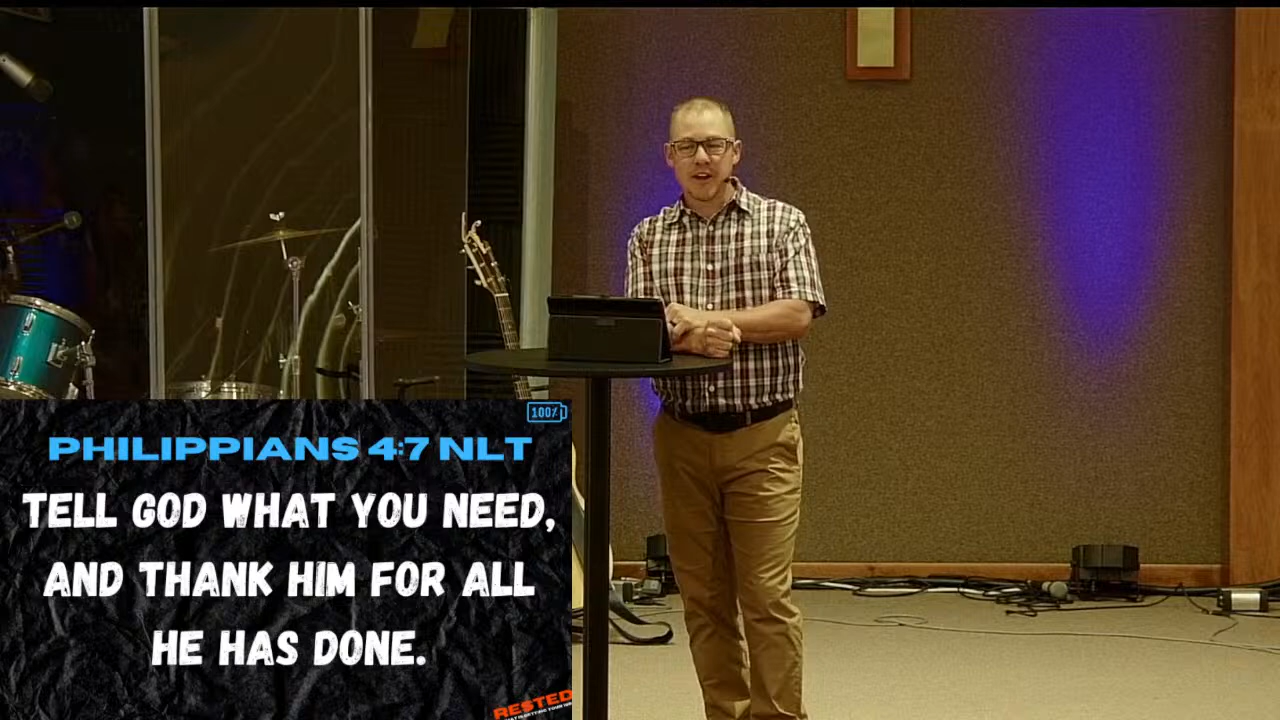 100%
PHILIPPIANS 4:7 NLT
TELL GOD WHAT YOU NEED,
AND THANK HIM FOR ALL
HE HAS DONE.
RESTED